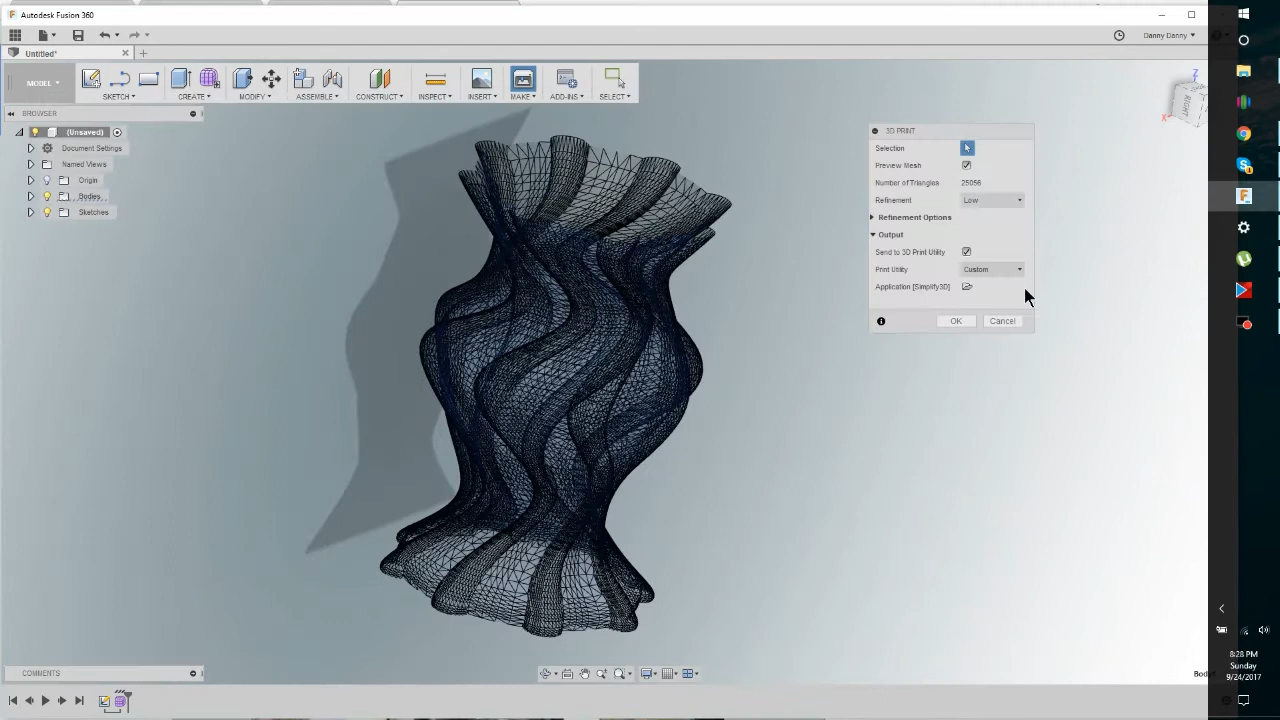 Autodesk Fusion 360
Danny Danny
Untitled*
MODEL
SKETCH
CREATE
MODIFY
ASSEMBLE
CONSTRUCT
INSPECT
INSERT
MAKE
ADD-INS
SELECT
BROWSER
(Unsaved)
Document Settings
Named Views
Origin
Bodies
Sketches
Z
X
3D PRINT
Selection
Preview Mesh
Number of Triangles 25056
Refinement Low
Refinement Options
Output
Send to 3D Print Utility
Print Utility Custom
Application [Simplify3D]
OK Cancel
COMMENTS
8:28 PM
Sunday
9/24/2017